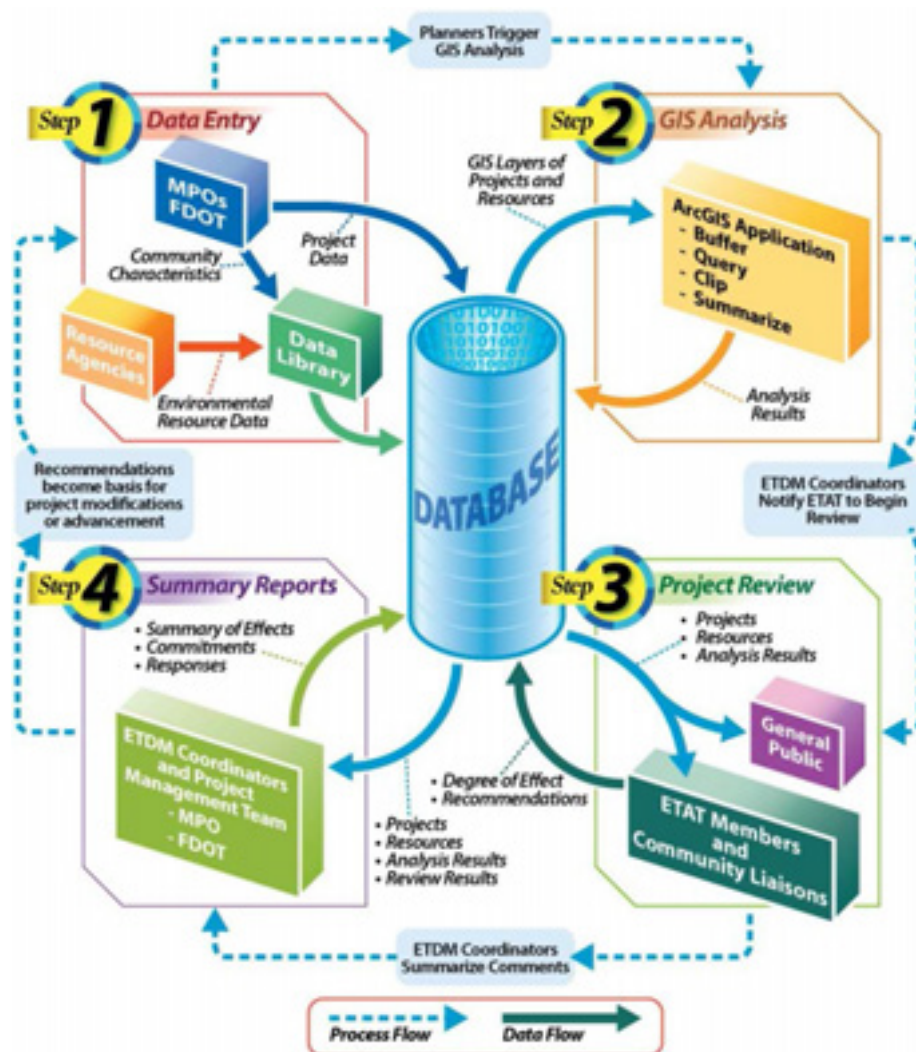 Planners Trigger
GIS Analysis
Step 1 Data Entry
MPOs
FDOT
Community
Characteristics
Project
Data
Resource
Agencies
Data
Library
Environmental
Resource Data
Step 2 GIS Analysis
GIS Layers of
Projects and
Resources
ArcGIS Application
- Buffer
- Query
- Clip
- Summarize
Analysis
Results
1010100
010101
1010100
DATABASE
Recommendations
become basis for
project modifications
or advancement
ETDM Coordinators
Notify ETAT to Begin
Review
Step 3 Project Review
• Projects
• Resources
• Analysis Results
General
Public
• Degree of Effect
• Recommendations
ETAT Members
and
Community Liaisons
Step 4 Summary Reports
• Summary of Effects
• Commitments
• Responses
ETDM Coordinators
and Project
Management Team
- MPO
- FDOT
• Projects
• Resources
• Analysis Results
• Review Results
ETDM Coordinators
Summarize Comments
Process Flow
Data Flow